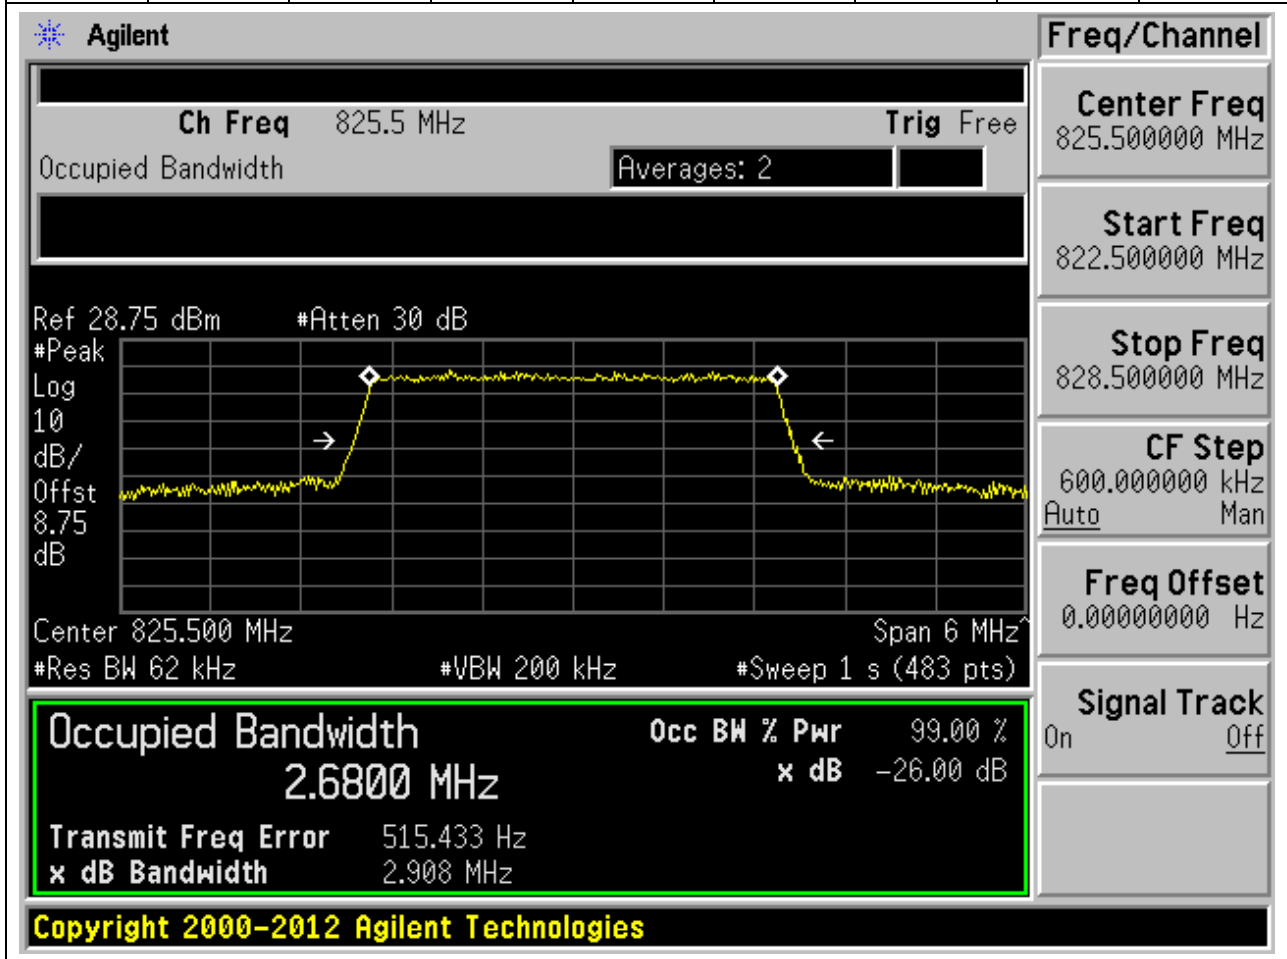 Agilent
Freq/Channel
Ch Freq 825.5 MHz Trig Free
Occupied Bandwidth Averages: 2
Center Freq
825.500000 MHz
Start Freq
822.500000 MHz
Stop Freq
828.500000 MHz
CF Step
600.000000 kHz
Auto Man
Freq Offset
0.00000000 Hz
Signal Track
On Off
Ref 28.75 dBm #Atten 30 dB
#Peak
Log
10
dB/
Offst
8.75
dB
Center 825.500 MHz Span 6 MHz^
#Res BW 62 kHz #VBW 200 kHz #Sweep 1 s (483 pts)
Occupied Bandwidth Occ BW % Pwr 99.00 %
2.6800 MHz x dB -26.00 dB
Transmit Freq Error 515.433 Hz
x dB Bandwidth 2.908 MHz
Copyright 2000-2012 Agilent Technologies